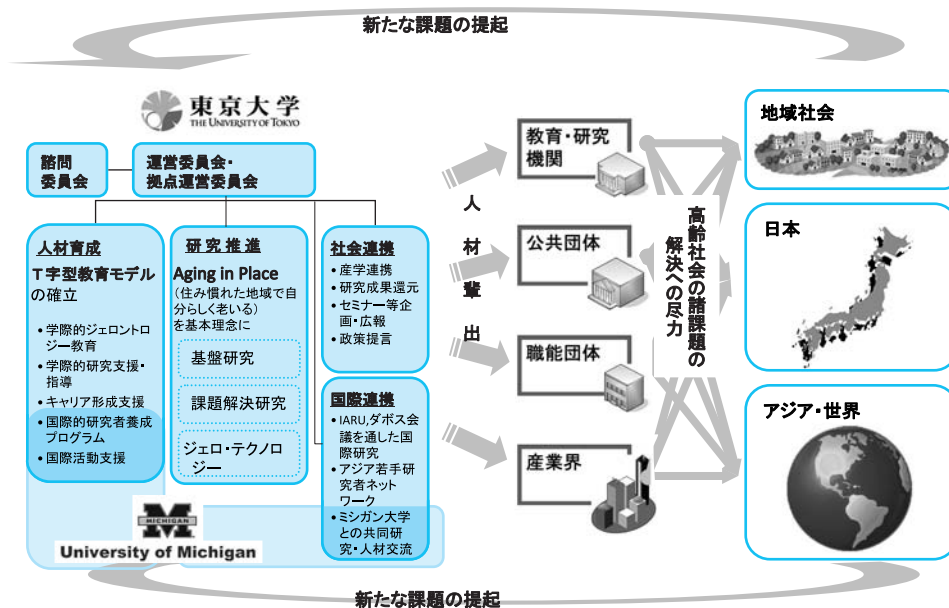 新たな課題の提起
東京大学
THE UNIVERSITY OF TOKYO
諮問
委員会
運営委員会・
拠点運営委員会
人材育成
T字型教育モデル
の確立
• 学際的ジェロントロ
ジー教育
• 学際的研究支援・
指導
• キャリア形成支援
• 国際的研究者養成
プログラム
• 国際活動支援
研究推進
Aging in Place
(住み慣れた地域で自
分らしく老いる)
を基本理念に
基盤研究
課題解決研究
ジェロ・テクノロ
ジー
社会連携
• 産学連携
• 研究成果還元
• セミナー等企
画・広報
• 政策提言
国際連携
• IARU,ダボス会
議を通した国
際研究
• アジア若手研
究者ネット
ワーク
• ミシガン大学
との共同研
究・人材交流
M
MICHIGAN
University of Michigan
人材輩出
教育・研究
機関
公共団体
職能団体
産業界
高齢社会の諸課題の
解決への尽力
地域社会
日本
アジア・世界
新たな課題の提起